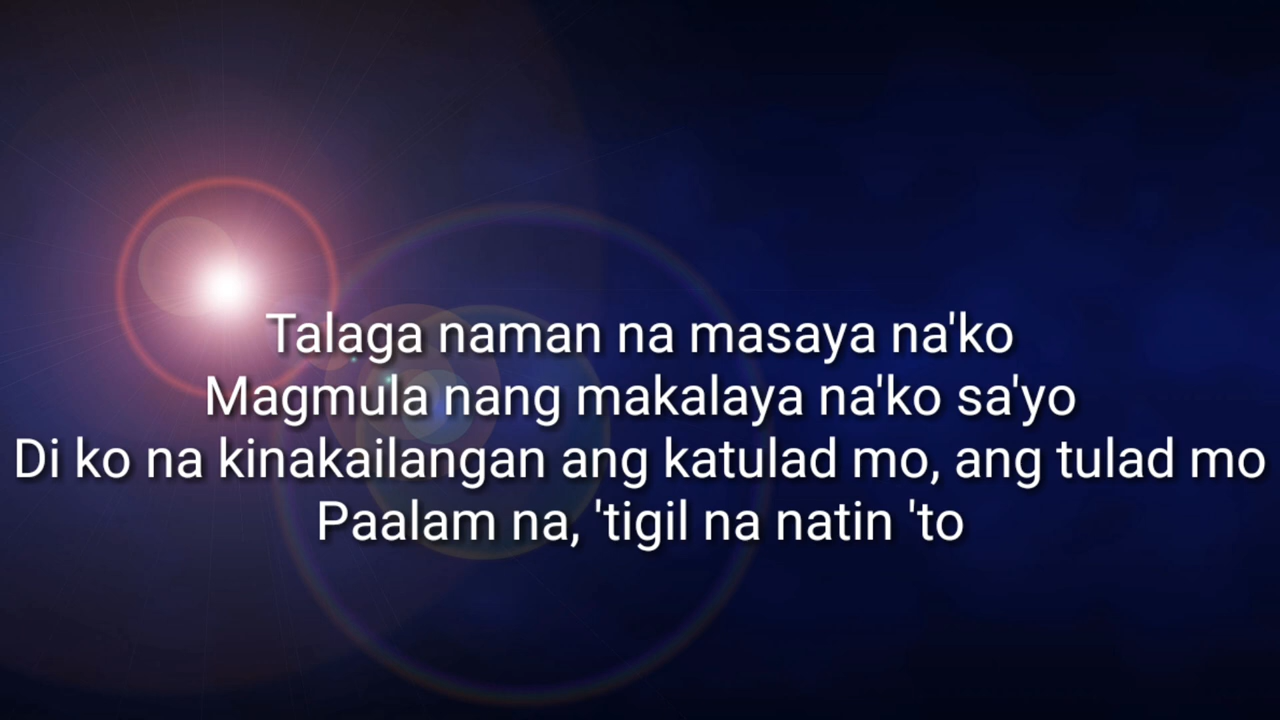 Talaga naman na masaya na'ko
Magmula nang makalaya na'ko sa'yo
Di ko na kinakailangan ang katulad mo, ang tulad mo
Paalam na, 'tigil na natin 'to